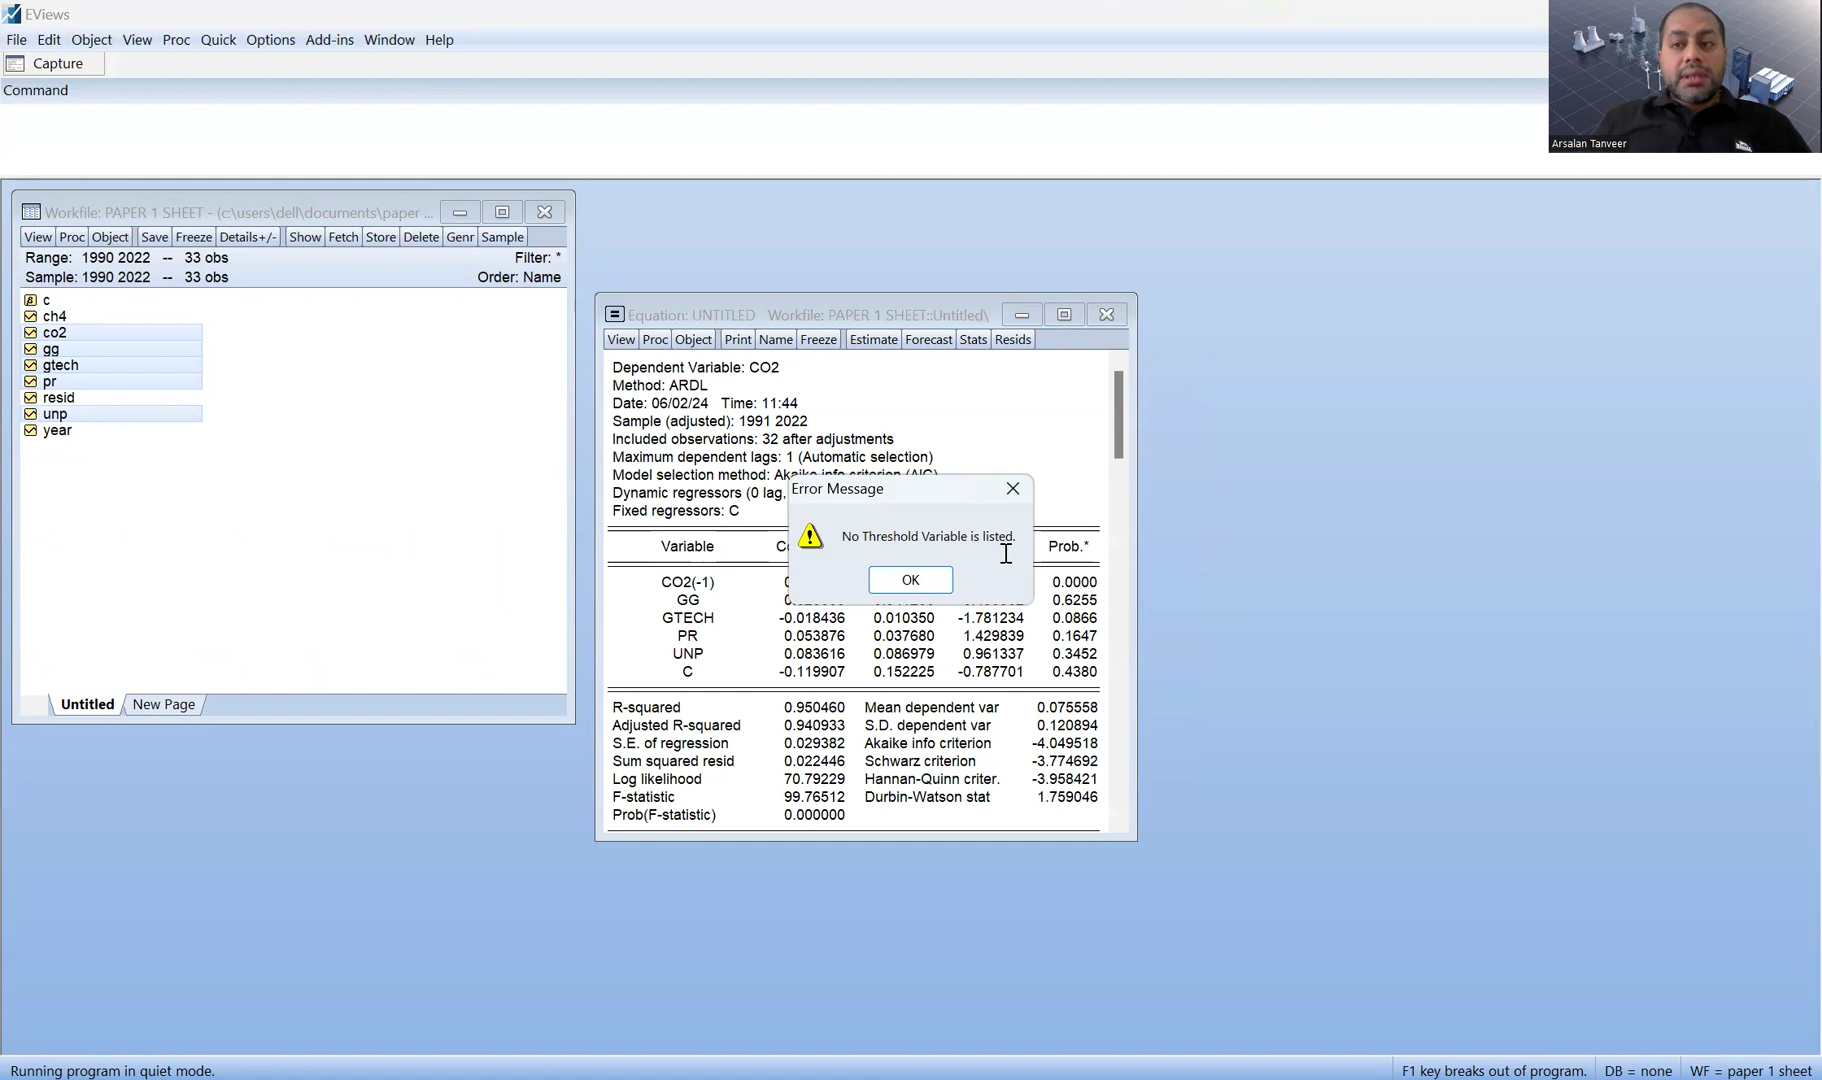 EViews
File Edit Object View Proc Quick Options Add-ins Window Help
Capture
Command
Arsalan Tanveer
Workfile: PAPER 1 SHEET - (c:\users\dell\documents\paper ...
View Proc Object Save Freeze Details+/- Show Fetch Store Delete Genr Sample
Range: 1990 2022 -- 33 obs Filter: *
Sample: 1990 2022 -- 33 obs Order: Name
c
ch4
co2
gg
gtech
pr
resid
unp
year
Untitled New Page
Equation: UNTITLED Workfile: PAPER 1 SHEET::Untitled\
View Proc Object Print Name Freeze Estimate Forecast Stats Resids
Dependent Variable: CO2
Method: ARDL
Date: 06/02/24 Time: 11:44
Sample (adjusted): 1991 2022
Included observations: 32 after adjustments
Maximum dependent lags: 1 (Automatic selection)
Model selection method:
Dynamic regressors (0 lag,
Fixed regressors: C
Error Message
No Threshold Variable is listed.
OK
Variable Prob.*
CO2(-1) 0.0000
GG 0.6255
GTECH -0.018436 0.010350 -1.781234 0.0866
PR 0.053876 0.037680 1.429839 0.1647
UNP 0.083616 0.086979 0.961337 0.3452
C -0.119907 0.152225 -0.787701 0.4380
R-squared 0.950460 Mean dependent var 0.075558
Adjusted R-squared 0.940933 S.D. dependent var 0.120894
S.E. of regression 0.029382 Akaike info criterion -4.049518
Sum squared resid 0.022446 Schwarz criterion -3.774692
Log likelihood 70.79229 Hannan-Quinn criter. -3.958421
F-statistic 99.76512 Durbin-Watson stat 1.759046
Prob(F-statistic) 0.000000
Running program in quiet mode. F1 key breaks out of program. DB = none WF = paper 1 sheet